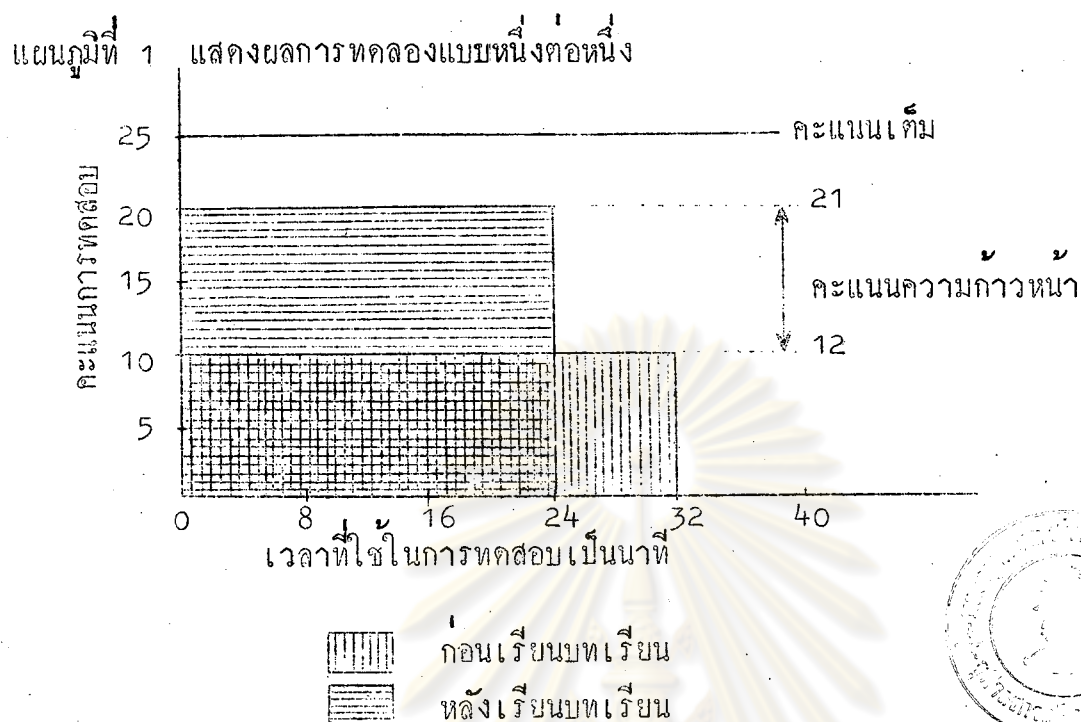 แผนภูมิที่ 1 แสดงผลการทดลองแบบหนึ่งต่อหนึ่ง
25
คะแนนเต็ม
คะแนนการทดสอบ
20
21
15
คะแนนความก้าวหน้า
10
12
5
0 8 16 24 32 40
เวลาที่ใช้ในการทดสอบเป็นนาที
ก่อนเรียนบทเรียน
หลังเรียนบทเรียน